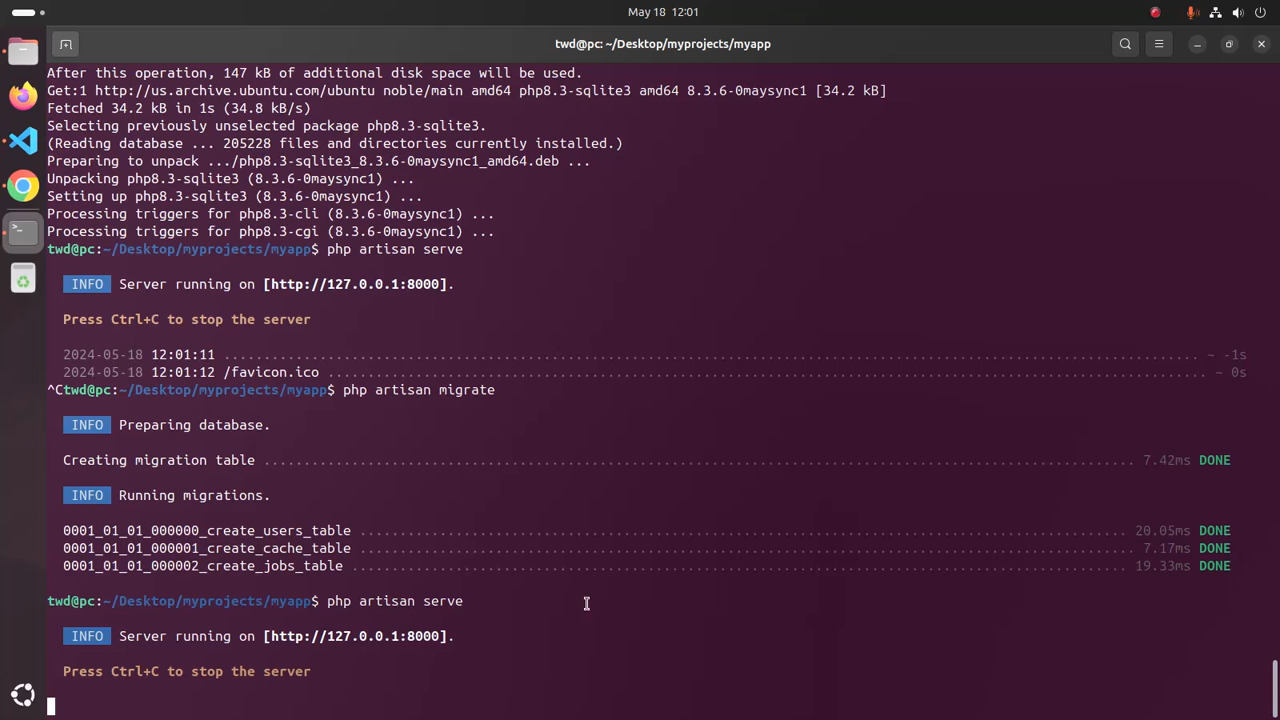 May 18 12:01
twd@pc: ~/Desktop/myprojects/myapp
After this operation, 147 kB of additional disk space will be used.
Get:1 http://us.archive.ubuntu.com/ubuntu noble/main amd64 php8.3-sqlite3 amd64 8.3.6-0maysync1 [34.2 kB]
Fetched 34.2 kB in 1s (34.8 kB/s)
Selecting previously unselected package php8.3-sqlite3.
(Reading database ... 205228 files and directories currently installed.)
Preparing to unpack .../php8.3-sqlite3_8.3.6-0maysync1_amd64.deb ...
Unpacking php8.3-sqlite3 (8.3.6-0maysync1) ...
Setting up php8.3-sqlite3 (8.3.6-0maysync1) ...
Processing triggers for php8.3-cli (8.3.6-0maysync1) ...
Processing triggers for php8.3-cgi (8.3.6-0maysync1) ...
twd@pc:~/Desktop/myprojects/myapp$ php artisan serve
INFO Server running on [http://127.0.0.1:8000].
Press Ctrl+C to stop the server
2024-05-18 12:01:11 ........ ~ -1s
2024-05-18 12:01:12 /favicon.ico ........ ~ 0s
^Ctwd@pc:~/Desktop/myprojects/myapp$ php artisan migrate
INFO Preparing database.
Creating migration table ........ 7.42ms DONE
INFO Running migrations.
0001_01_01_000000_create_users_table ........ 20.05ms DONE
0001_01_01_000001_create_cache_table ........ 7.17ms DONE
0001_01_01_000002_create_jobs_table ........ 19.33ms DONE
twd@pc:~/Desktop/myprojects/myapp$ php artisan serve
INFO Server running on [http://127.0.0.1:8000].
Press Ctrl+C to stop the server